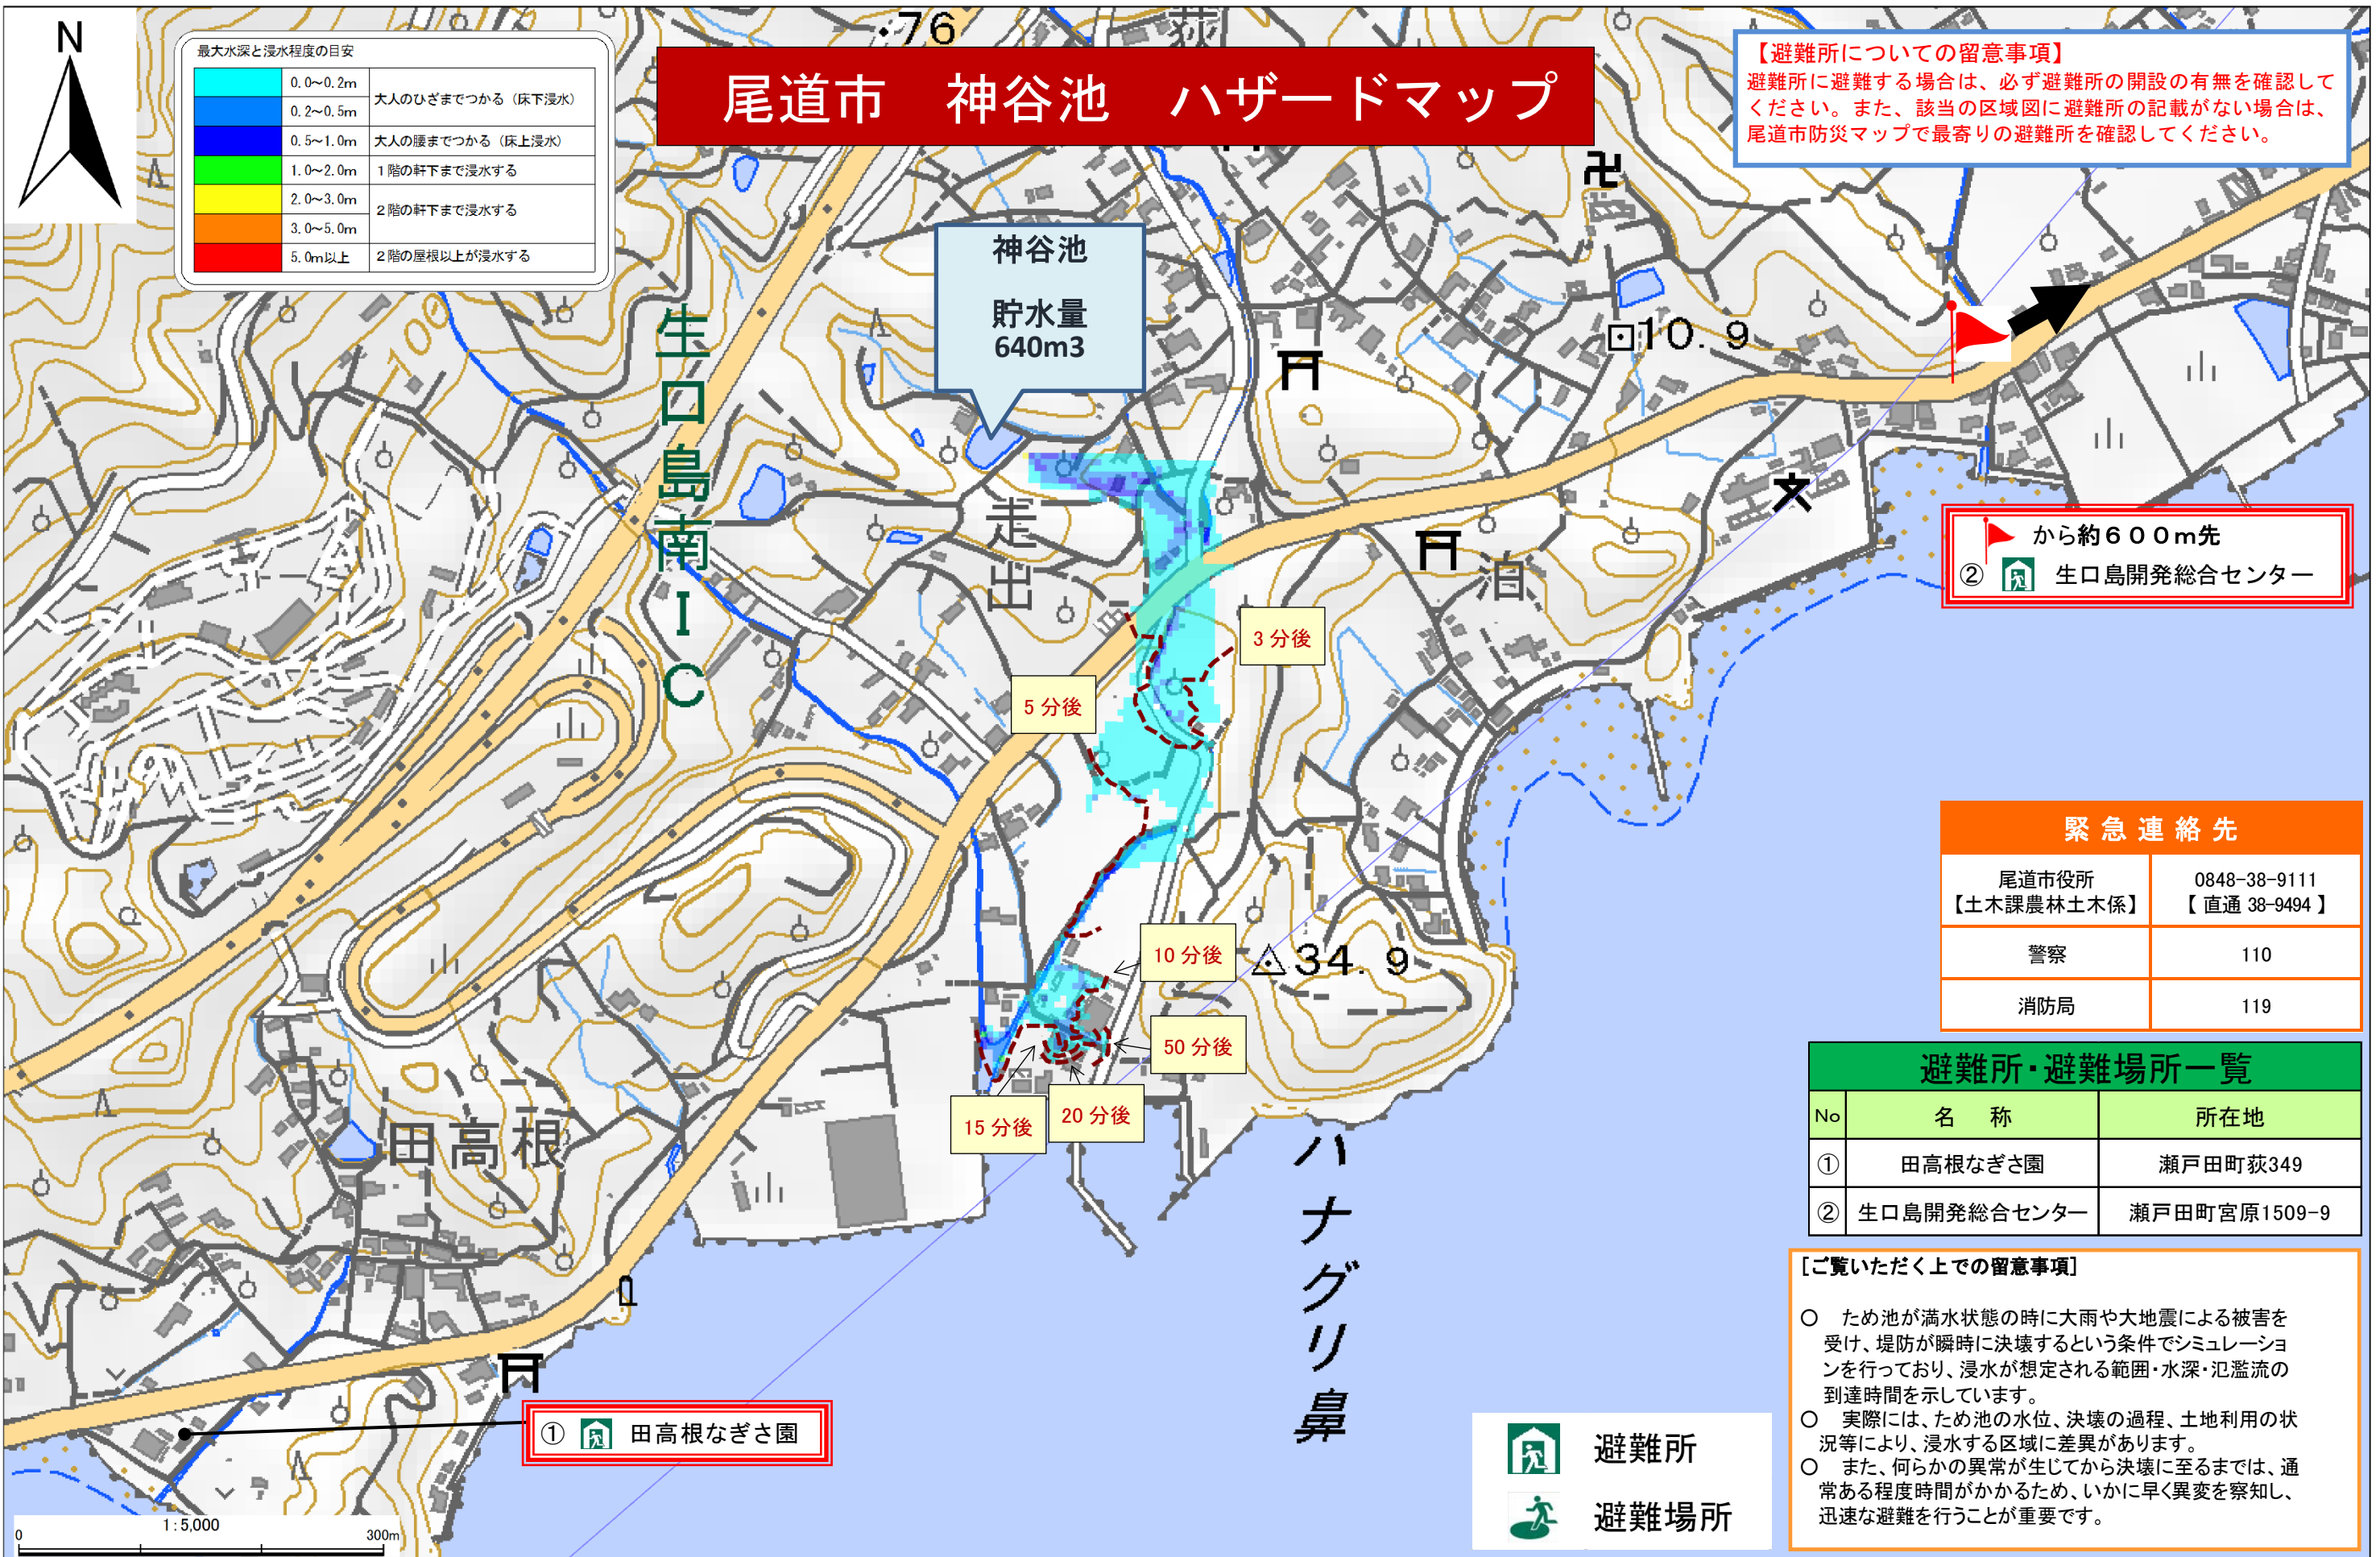 N
最大水深と浸水程度の目安
0.0～0.2m
大人のひざまでつかる（床下浸水）
0.2～0.5m
0.5～1.0m 大人の腰までつかる（床上浸水）
1.0～2.0m 1階の軒下まで浸水する
2.0～3.0m
2階の軒下まで浸水する
3.0～5.0m
5.0m以上 2階の屋根以上が浸水する
・76
尾道市　神谷池　ハザードマップ
【避難所についての留意事項】
避難所に避難する場合は、必ず避難所の開設の有無を確認して
ください。また、該当の区域図に避難所の記載がない場合は、
尾道市防災マップで最寄りの避難所を確認してください。
神谷池
貯水量
640m3
100
生口島南IC
10.9
走出
泊
から約６００m先
② 生口島開発総合センター
3分後
5分後
10分後
34.9
50分後
15分後
20分後
田高根
ハナグリ鼻
① 田高根なぎさ園
緊急連絡先
尾道市役所
【土木課農林土木係】
0848-38-9111
【 直通 38-9494 】
警察 110
消防局 119
避難所・避難場所一覧
No 名　称 所在地
① 田高根なぎさ園 瀬戸田町荻349
② 生口島開発総合センター 瀬戸田町宮原1509-9
[ご覧いただく上での留意事項]
○　ため池が満水状態の時に大雨や大地震による被害を
受け、堤防が瞬時に決壊するという条件でシミュレーショ
ンを行っており、浸水が想定される範囲・水深・氾濫流の
到達時間を示しています。
○　実際には、ため池の水位、決壊の過程、土地利用の状
況等により、浸水する区域に差異があります。
○　また、何らかの異常が生じてから決壊に至るまでは、通
常ある程度時間がかかるため、いかに早く異変を察知し、
迅速な避難を行うことが重要です。
避難所
避難場所
1:5,000
0 300m